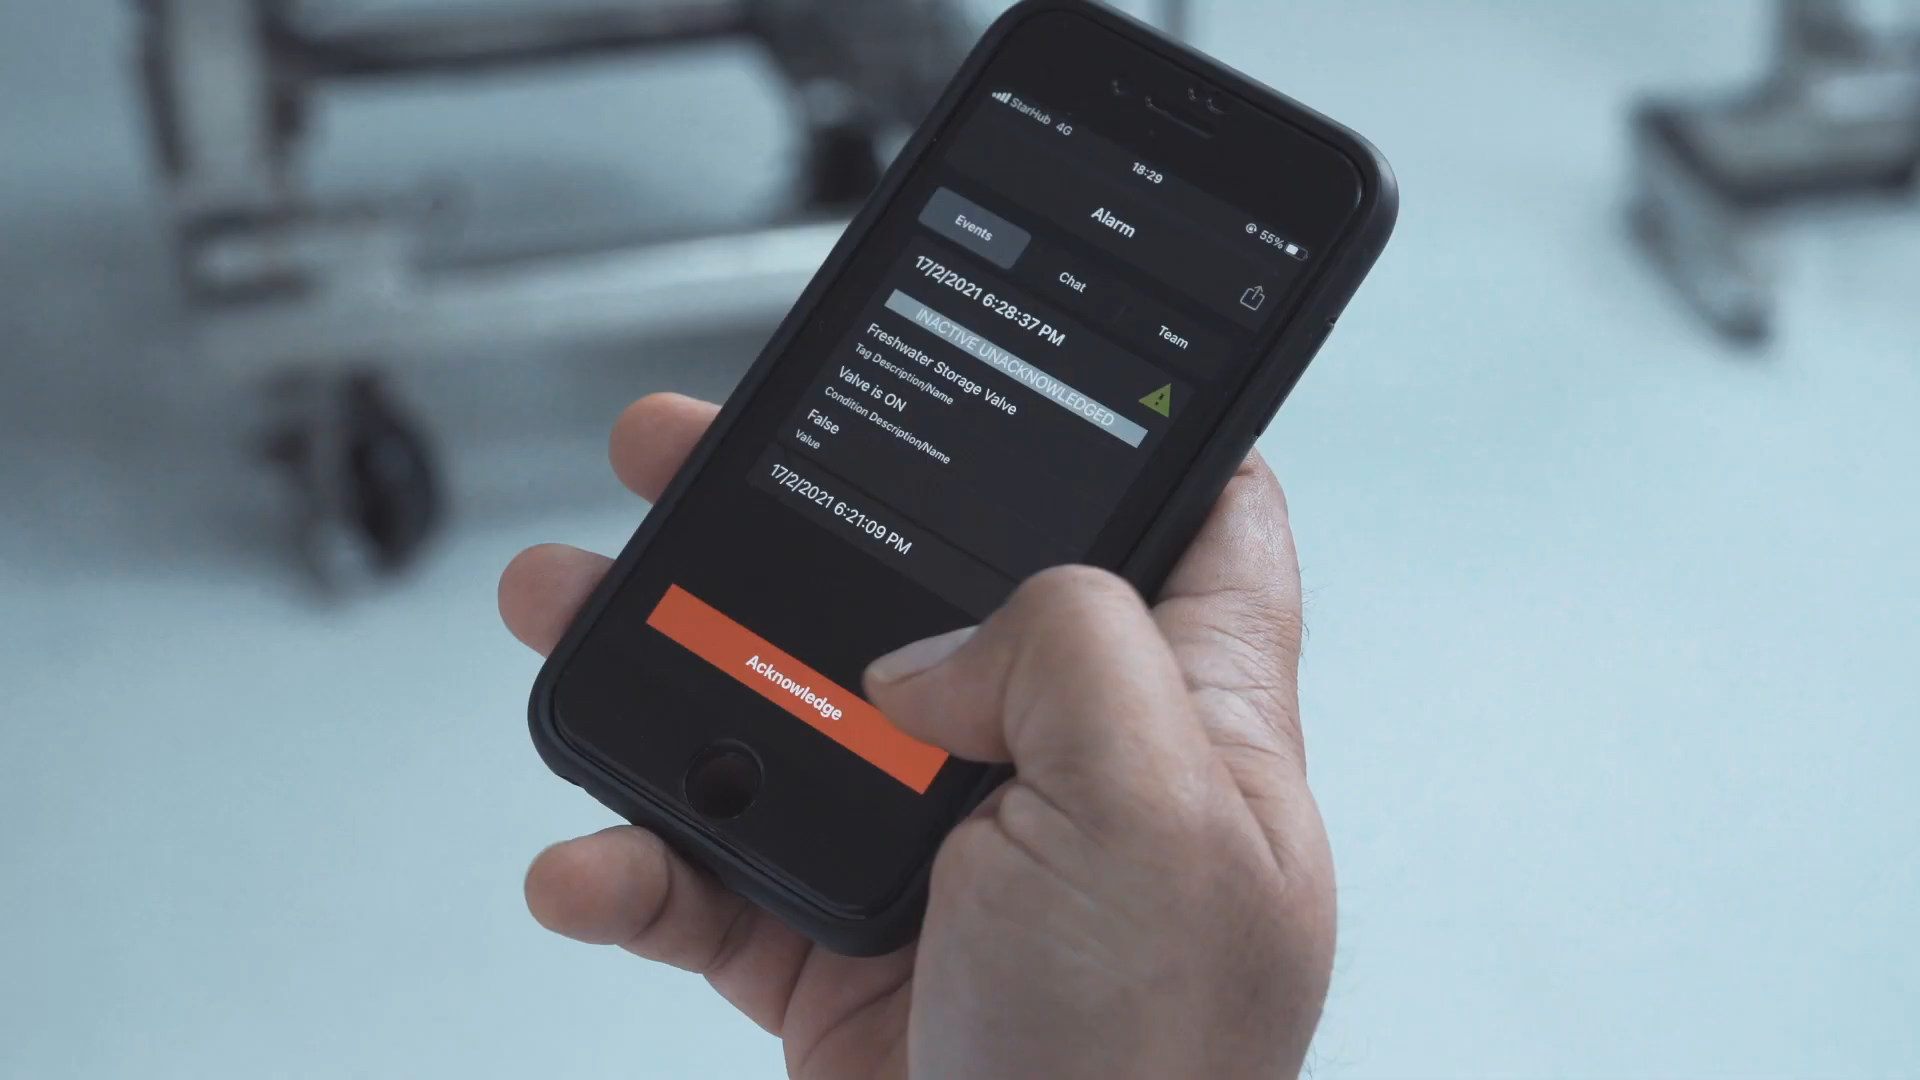 StarHub 4G
18:29
55%
Alarm
Events
Chat
Team
17/2/2021 6:28:37 PM
INACTIVE UNACKNOWLEDGED
Freshwater Storage Valve
Tag Description/Name
Valve is ON
Condition Description/Name
False
Value
17/2/2021 6:21:09 PM
Acknowledge